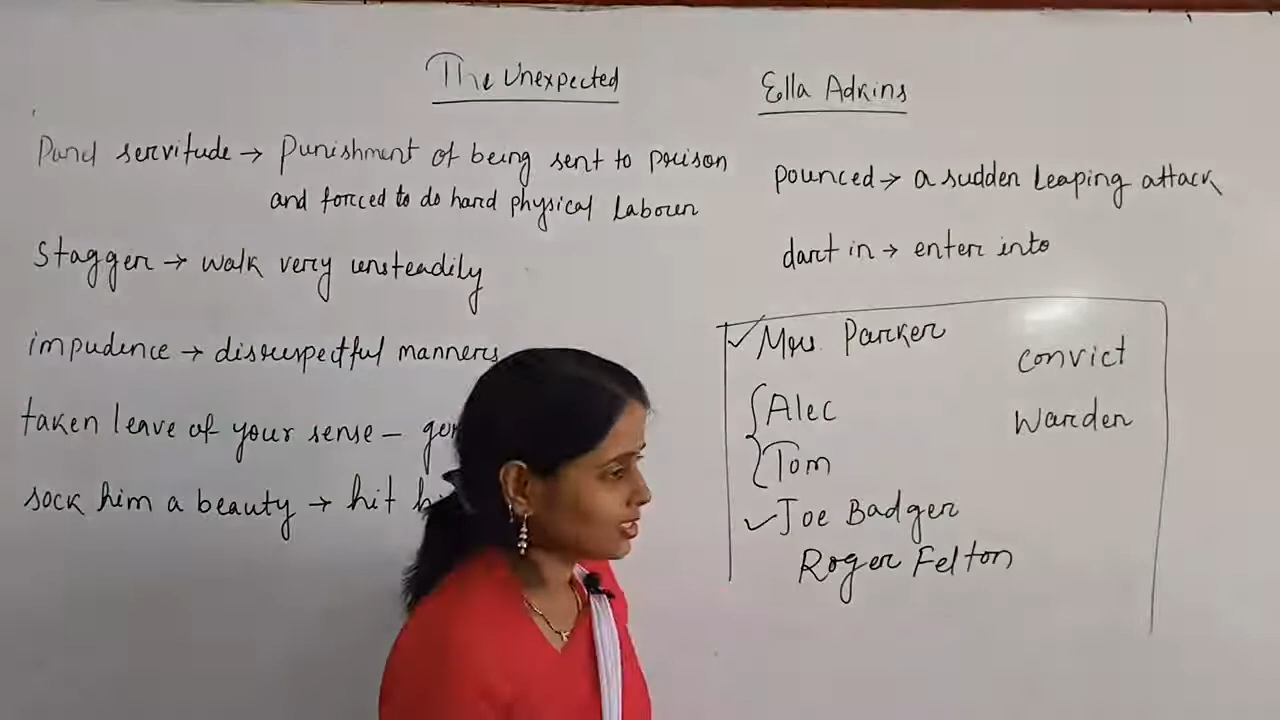 The Unexpected
Ella Adkins
servitude → Punishment of being sent to prison
and forced to do hard physical labour
Stagger → walk very unsteadily
impudence → disrespectful manners
taken leave of your sense –
sock him a beauty → hit
pounced → a sudden leaping attack
dart in → enter into
Mrs. Parker
Alec
Tom
Joe Badger
Roger Felton
convict
Warden